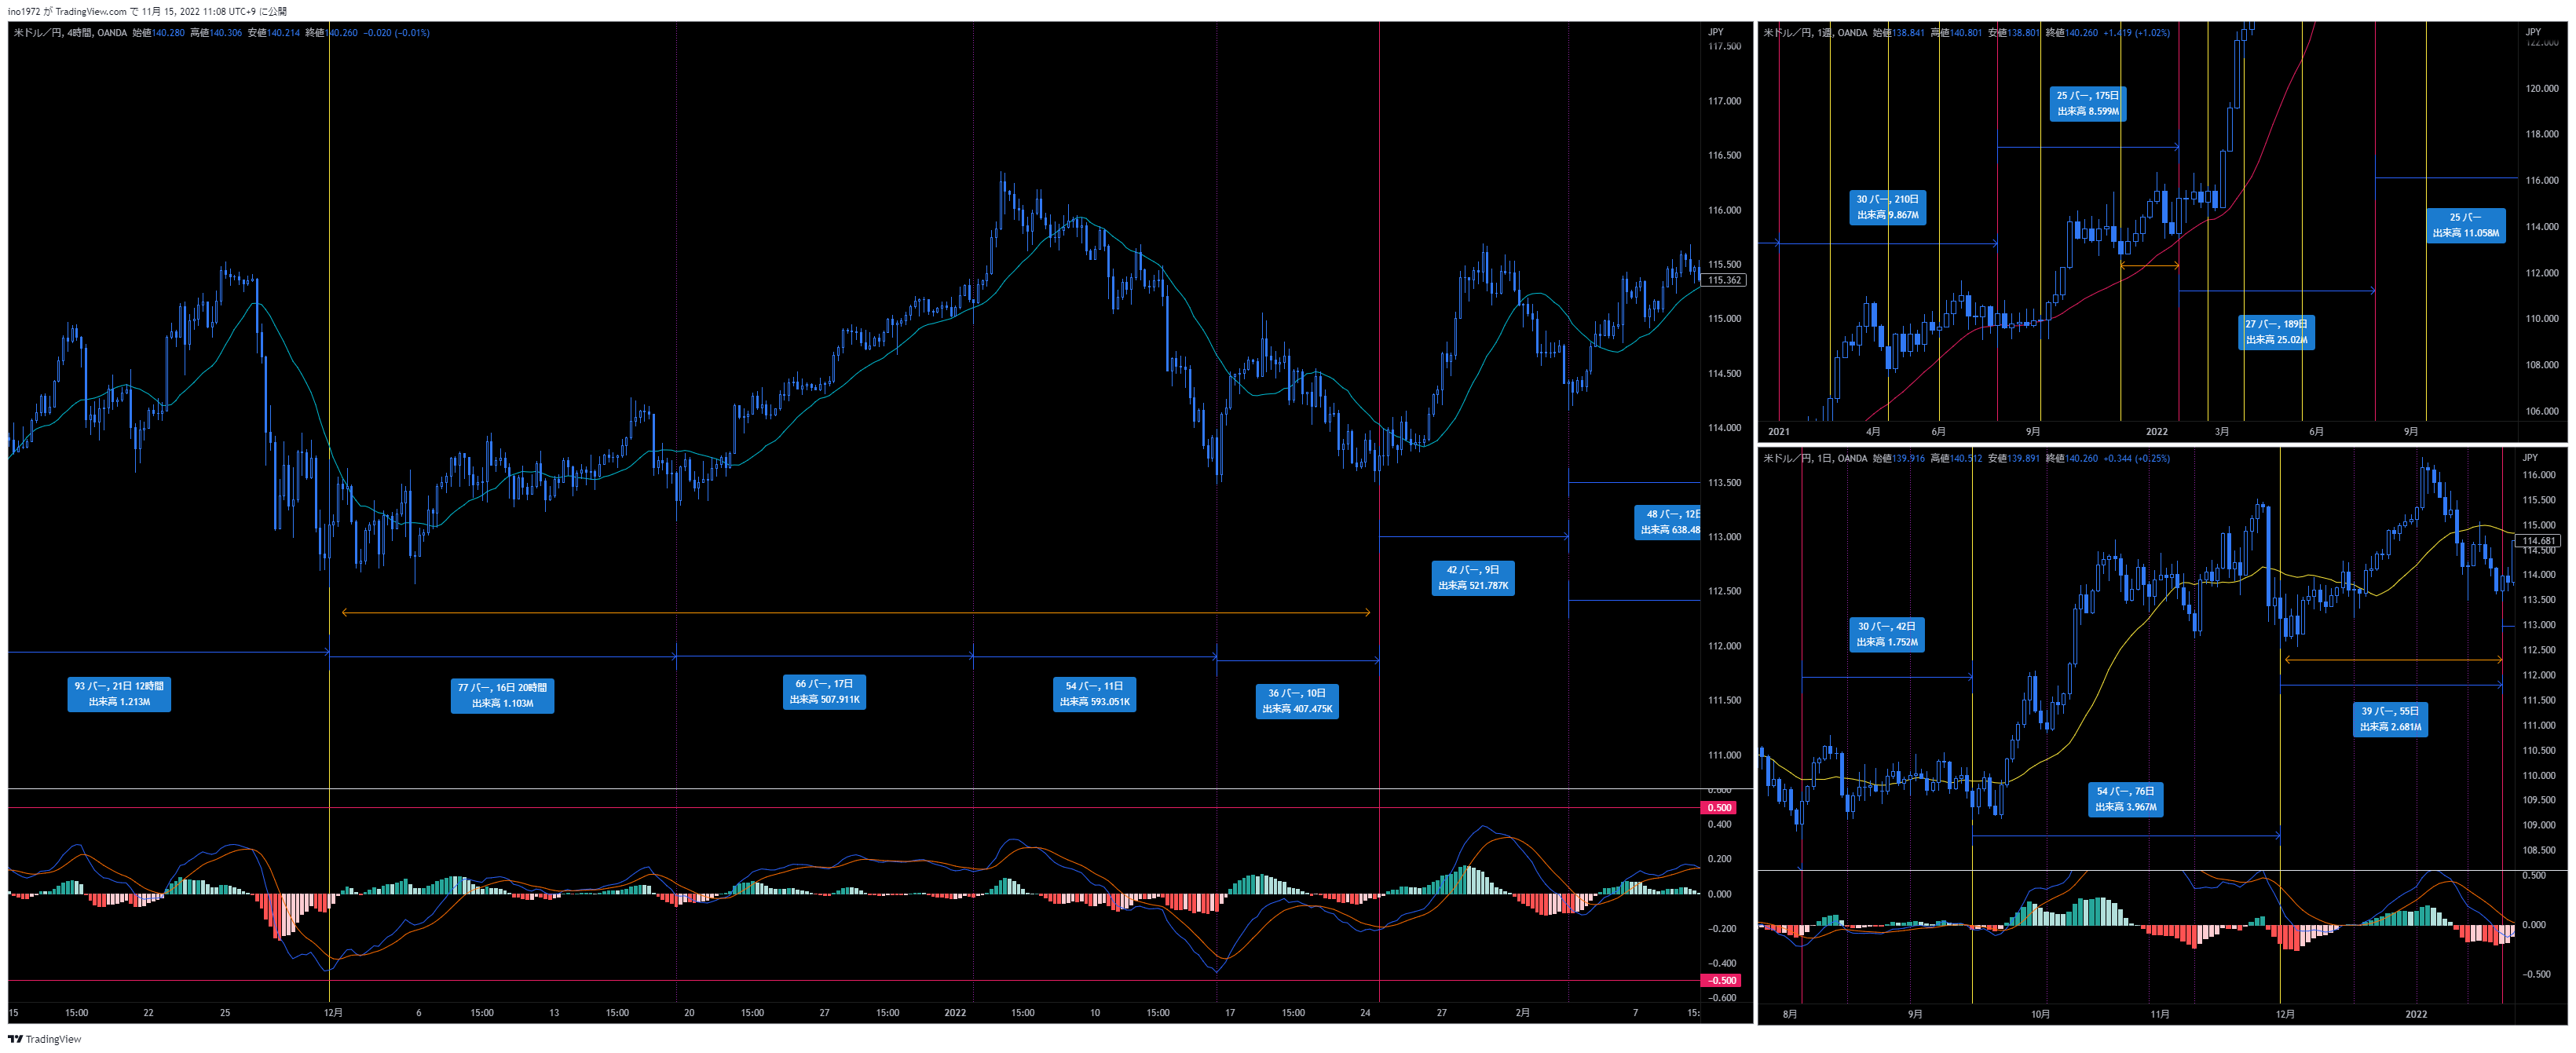 ino1972 が TradingView.com で 11月 15, 2022 11:08 UTC+9 に公開
米ドル／円, 4時間, OANDA 始値140.280 高値140.306 安値140.214 終値140.260 −0.020 (−0.01%)
JPY
117.500
117.000
116.500
116.000
115.500
115.362
115.000
114.500
114.000
113.500
113.000
112.500
112.000
111.500
111.000
48 バー, 12日
出来高 638.48
42 バー, 9日
出来高 521.787K
93 バー, 21日 12時間
出来高 1.213M
77 バー, 16日 20時間
出来高 1.103M
66 バー, 17日
出来高 507.911K
54 バー, 11日
出来高 593.051K
36 バー, 10日
出来高 407.475K
0.600
0.500
0.400
0.200
0.000
−0.200
−0.400
−0.500
−0.600
15 15:00 22 25 12月 6 15:00 13 15:00 20 15:00 27 15:00 2022 15:00 10 15:00 17 15:00 24 27 2月 7 15:
米ドル／円, 1週, OANDA 始値138.841 高値140.801 安値138.801 終値140.260 +1.419 (+1.02%)
JPY
122.000
120.000
118.000
116.000
114.000
112.000
110.000
108.000
106.000
25 バー, 175日
出来高 8.599M
30 バー, 210日
出来高 9.867M
25 バー
出来高 11.058M
27 バー, 189日
出来高 25.02M
2021 4月 6月 9月 2022 3月 6月 9月
米ドル／円, 1日, OANDA 始値139.916 高値140.512 安値139.891 終値140.260 +0.344 (+0.25%)
JPY
116.000
115.500
115.000
114.681
114.500
114.000
113.500
113.000
112.500
112.000
111.500
111.000
110.500
110.000
109.500
109.000
108.500
30 バー, 42日
出来高 1.752M
39 バー, 55日
出来高 2.681M
54 バー, 76日
出来高 3.967M
0.500
0.000
−0.500
8月 9月 10月 11月 12月 2022
TradingView